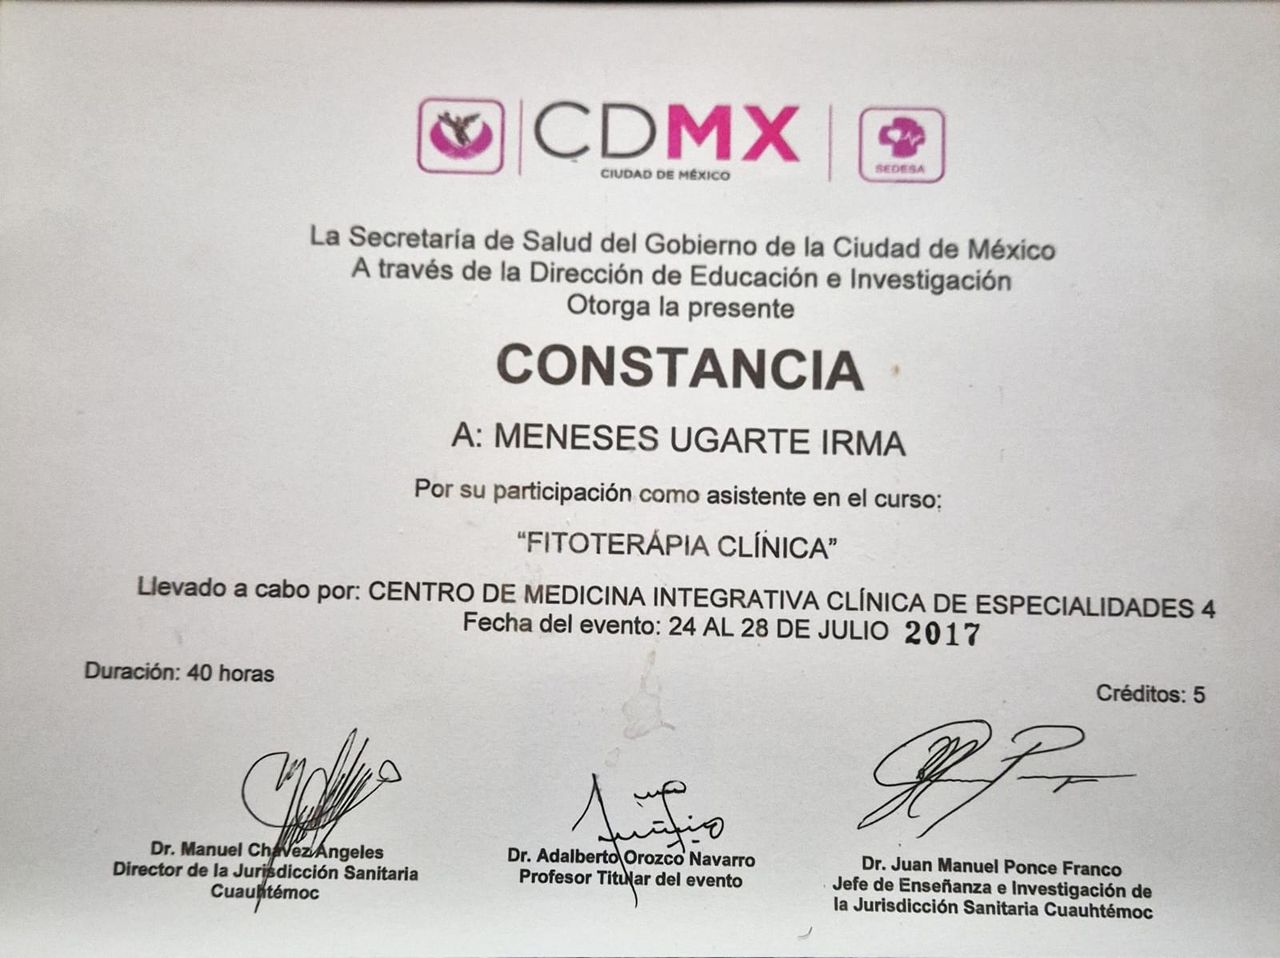 CDMX
CIUDAD DE MÉXICO
SEDESA
La Secretaría de Salud del Gobierno de la Ciudad de México
A través de la Dirección de Educación e Investigación
Otorga la presente
CONSTANCIA
A: MENESES UGARTE IRMA
Por su participación como asistente en el curso:
“FITOTERÁPIA CLÍNICA”
Llevado a cabo por: CENTRO DE MEDICINA INTEGRATIVA CLÍNICA DE ESPECIALIDADES 4
Fecha del evento: 24 AL 28 DE JULIO 2017
Duración: 40 horas
Créditos: 5
Dr. Manuel Chávez Ángeles
Director de la Jurisdicción Sanitaria
Cuauhtémoc
Dr. Adalberto Orozco Navarro
Profesor Titular del evento
Dr. Juan Manuel Ponce Franco
Jefe de Enseñanza e Investigación de
la Jurisdicción Sanitaria Cuauhtémoc